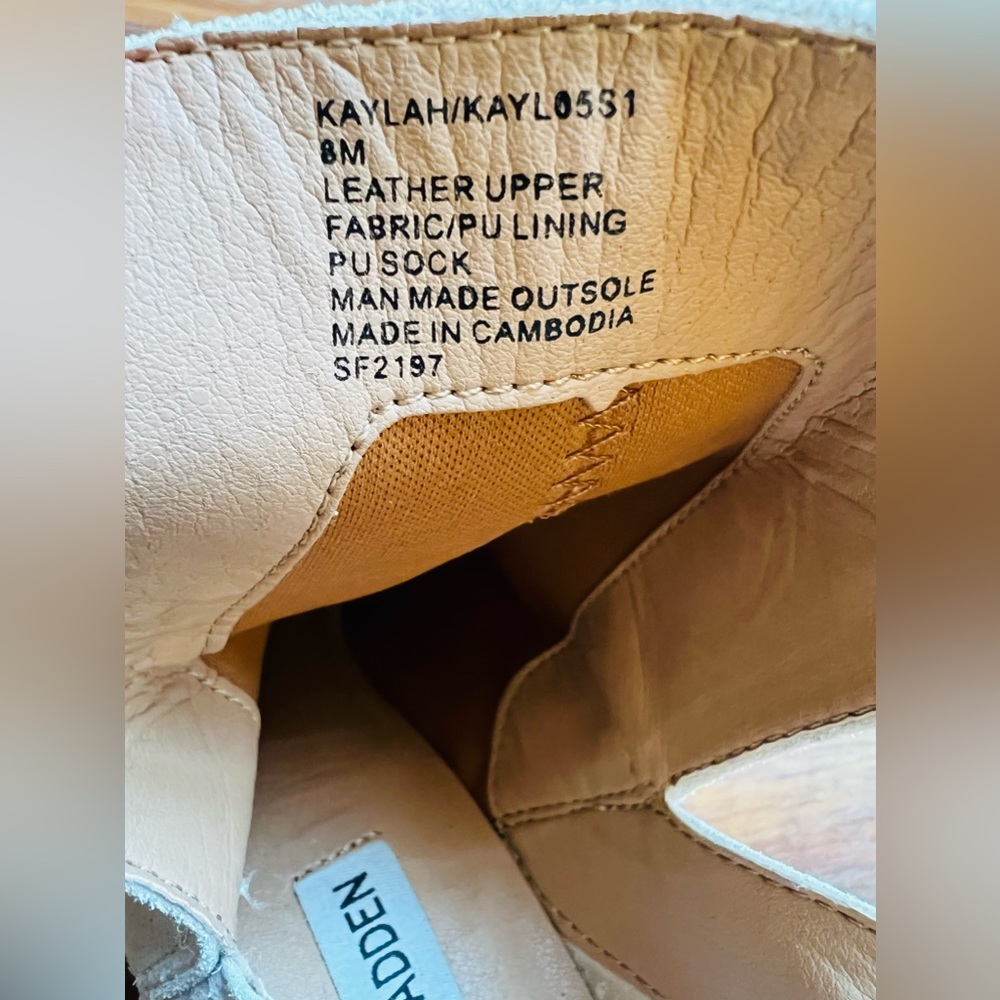 KAYLAH/KAYL05S1
8M
LEATHER UPPER
FABRIC/PU LINING
PU SOCK
MAN MADE OUTSOLE
MADE IN CAMBODIA
SF2197
ADDEN